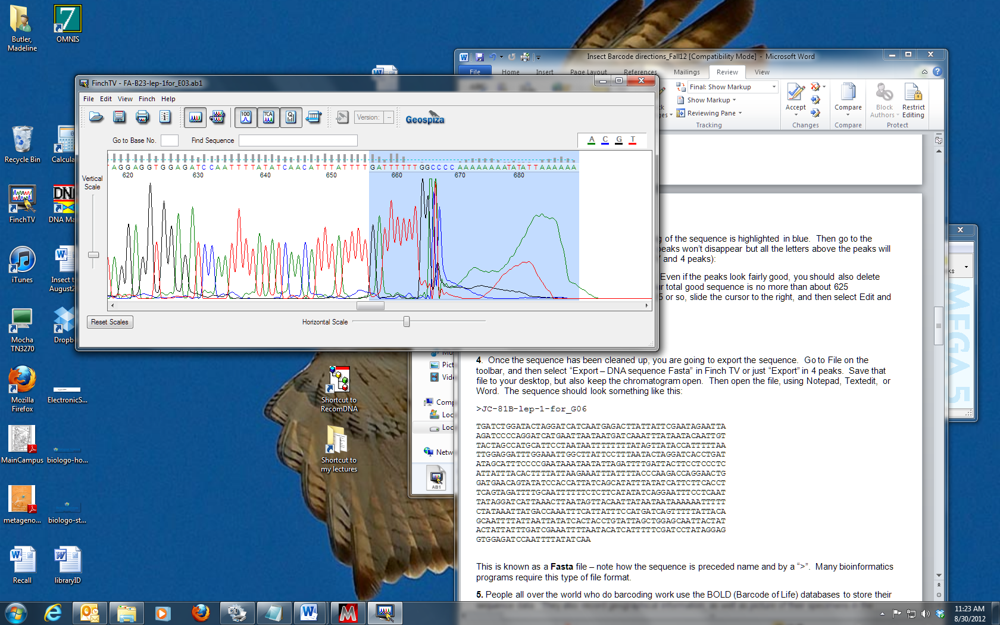 Butler, Madeline
OMNIS
Recycle Bin
Calcula
FinchTV
DNA Ma
iTunes
Insect t
August2
Mocha
TN3270
Dropb
Mozilla
Firefox
ElectronicS...
MainCampus
biologo-ho...
metageno...
biologo-st...
Recall
libraryID
Shortcut to
RecomDNA
Shortcut to
my lectures
FinchTV - FA-B23-lep-1for_E03.ab1
File Edit View Finch Help
100
TCA
Version: --
Geospiza
Go to Base No.
Find Sequence
A C G T
Vertical
Scale
TAGGAGGTGGAGATCCAATTTTATATCAACATTTATTTTGATTTTTTGGCCCCAAAAAAAATATATTAAAAAA
620 630 640 650 660 670 680
Reset Scales
Horizontal Scale
Insect Barcode directions_Fall12 [Compatibility Mode] - Microsoft Word
File Home Insert Page Layout References Mailings Review View
Final: Show Markup
Show Markup
Reviewing Pane
Tracking
Accept
Changes
Compare
Compare
Block
Authors
Restrict
Editing
Protect
g of the sequence is highlighted in blue. Then go to the
peaks won't disappear but all the letters above the peaks will
and 4 peaks):
Even if the peaks look fairly good, you should also delete
ur total good sequence is no more than about 625
5 or so, slide the cursor to the right, and then select Edit and
4. Once the sequence has been cleaned up, you are going to export the sequence. Go to File on the
toolbar, and then select “Export – DNA sequence Fasta” in Finch TV or just “Export” in 4 peaks. Save that
file to your desktop, but also keep the chromatogram open. Then open the file, using Notepad, Textedit, or
Word. The sequence should look something like this:
>JC-81B-lep-1-for_G06
TGATCTGGATACTAGGATCATCAATGAGACTTATTATTCGAATAGAATTA
AGATCCCCAGGATCATGAATTAATAATGATCAAATTTATAATACAATTGT
TACTAGCCATGCATTCCTAATAATTTTTTTTATAGTTATACCATTTTTAA
TTGGAGGATTTGGAAATTGGCTTATTCCTTTAATACTAGGATCACCTGAT
ATAGCATTTCCCCGAATAAATAATATTAGATTTTGATTACTTCCTCCCTC
ATTATTTACACTTTTATTAAGAAATTTATTTTACCCAAGACCAGGAACTG
GATGAACAGTATATCCACCATTATCAGCATATTTATATCATTCTTCACCT
TCAGTAGATTTTGCAATTTTTTCTCTTCATATATCAGGAATTTCCTCAAT
TATAGGATCATTAAACTTAATAGTTACAATTATAATAATAAAAAATTTTT
CTATAAATTATGACCAAATTTCATTATTTCCATGATCAGTTTTTATTACA
GCAATTTTATTAATTATATCACTACCTGTATTAGCTGGAGCAATTACTAT
ACTATTATTTGATCGAAATTTTAATACATCATTTTTCGATCCTATAGGAG
GTGGAGATCCAATTTTATATCAA
This is known as a Fasta file – note how the sequence is preceded name and by a “>”. Many bioinformatics
programs require this type of file format.
5. People all over the world who do barcoding work use the BOLD (Barcode of Life) databases to store their
MEGA 5
Pict
Vide
Comp
Loc
Loc
Netw
AB1
11:23 AM
8/30/2012